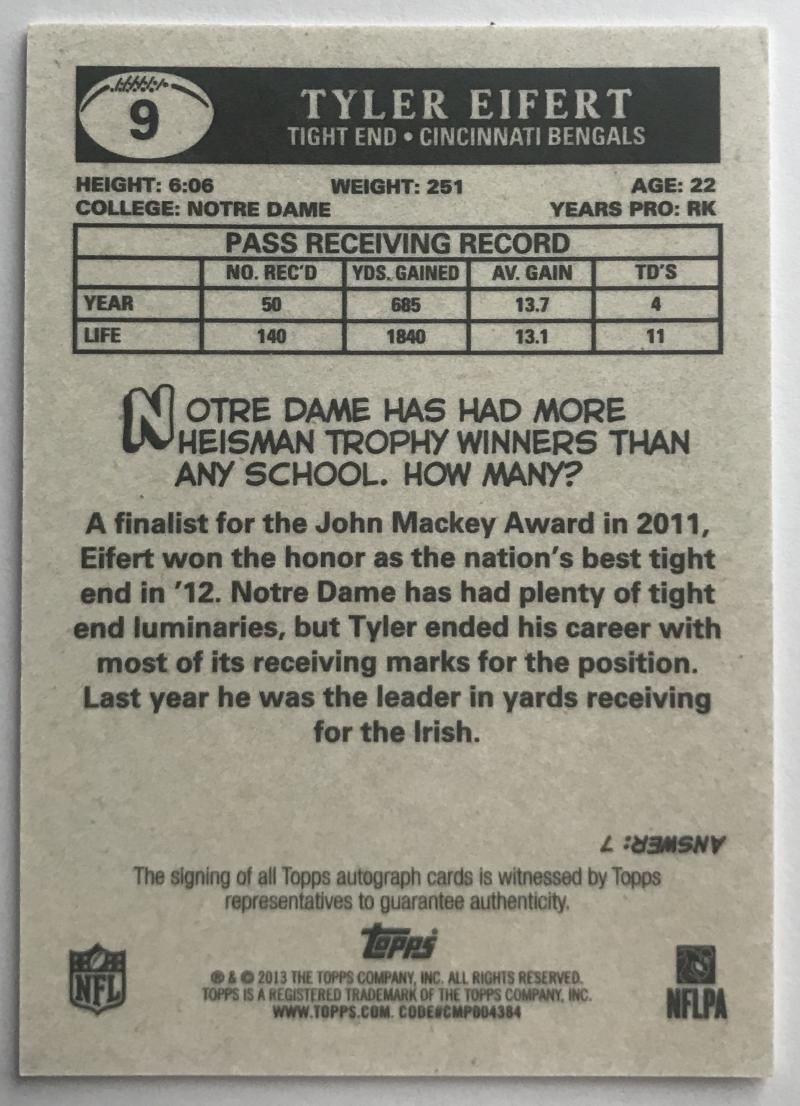 9
TYLER EIFERT
TIGHT END • CINCINNATI BENGALS
HEIGHT: 6:06 WEIGHT: 251 AGE: 22
COLLEGE: NOTRE DAME YEARS PRO: RK
PASS RECEIVING RECORD
NO. REC'D YDS. GAINED AV. GAIN TD'S
YEAR 50 685 13.7 4
LIFE 140 1840 13.1 11
NOTRE DAME HAS HAD MORE
HEISMAN TROPHY WINNERS THAN
ANY SCHOOL. HOW MANY?
A finalist for the John Mackey Award in 2011,
Eifert won the honor as the nation's best tight
end in '12. Notre Dame has had plenty of tight
end luminaries, but Tyler ended his career with
most of its receiving marks for the position.
Last year he was the leader in yards receiving
for the Irish.
ANSWER: 7
The signing of all Topps autograph cards is witnessed by Topps
representatives to guarantee authenticity.
Topps
NFL
® & © 2013 THE TOPPS COMPANY, INC. ALL RIGHTS RESERVED.
TOPPS IS A REGISTERED TRADEMARK OF THE TOPPS COMPANY, INC.
WWW.TOPPS.COM. CODE#CMP004384
NFLPA